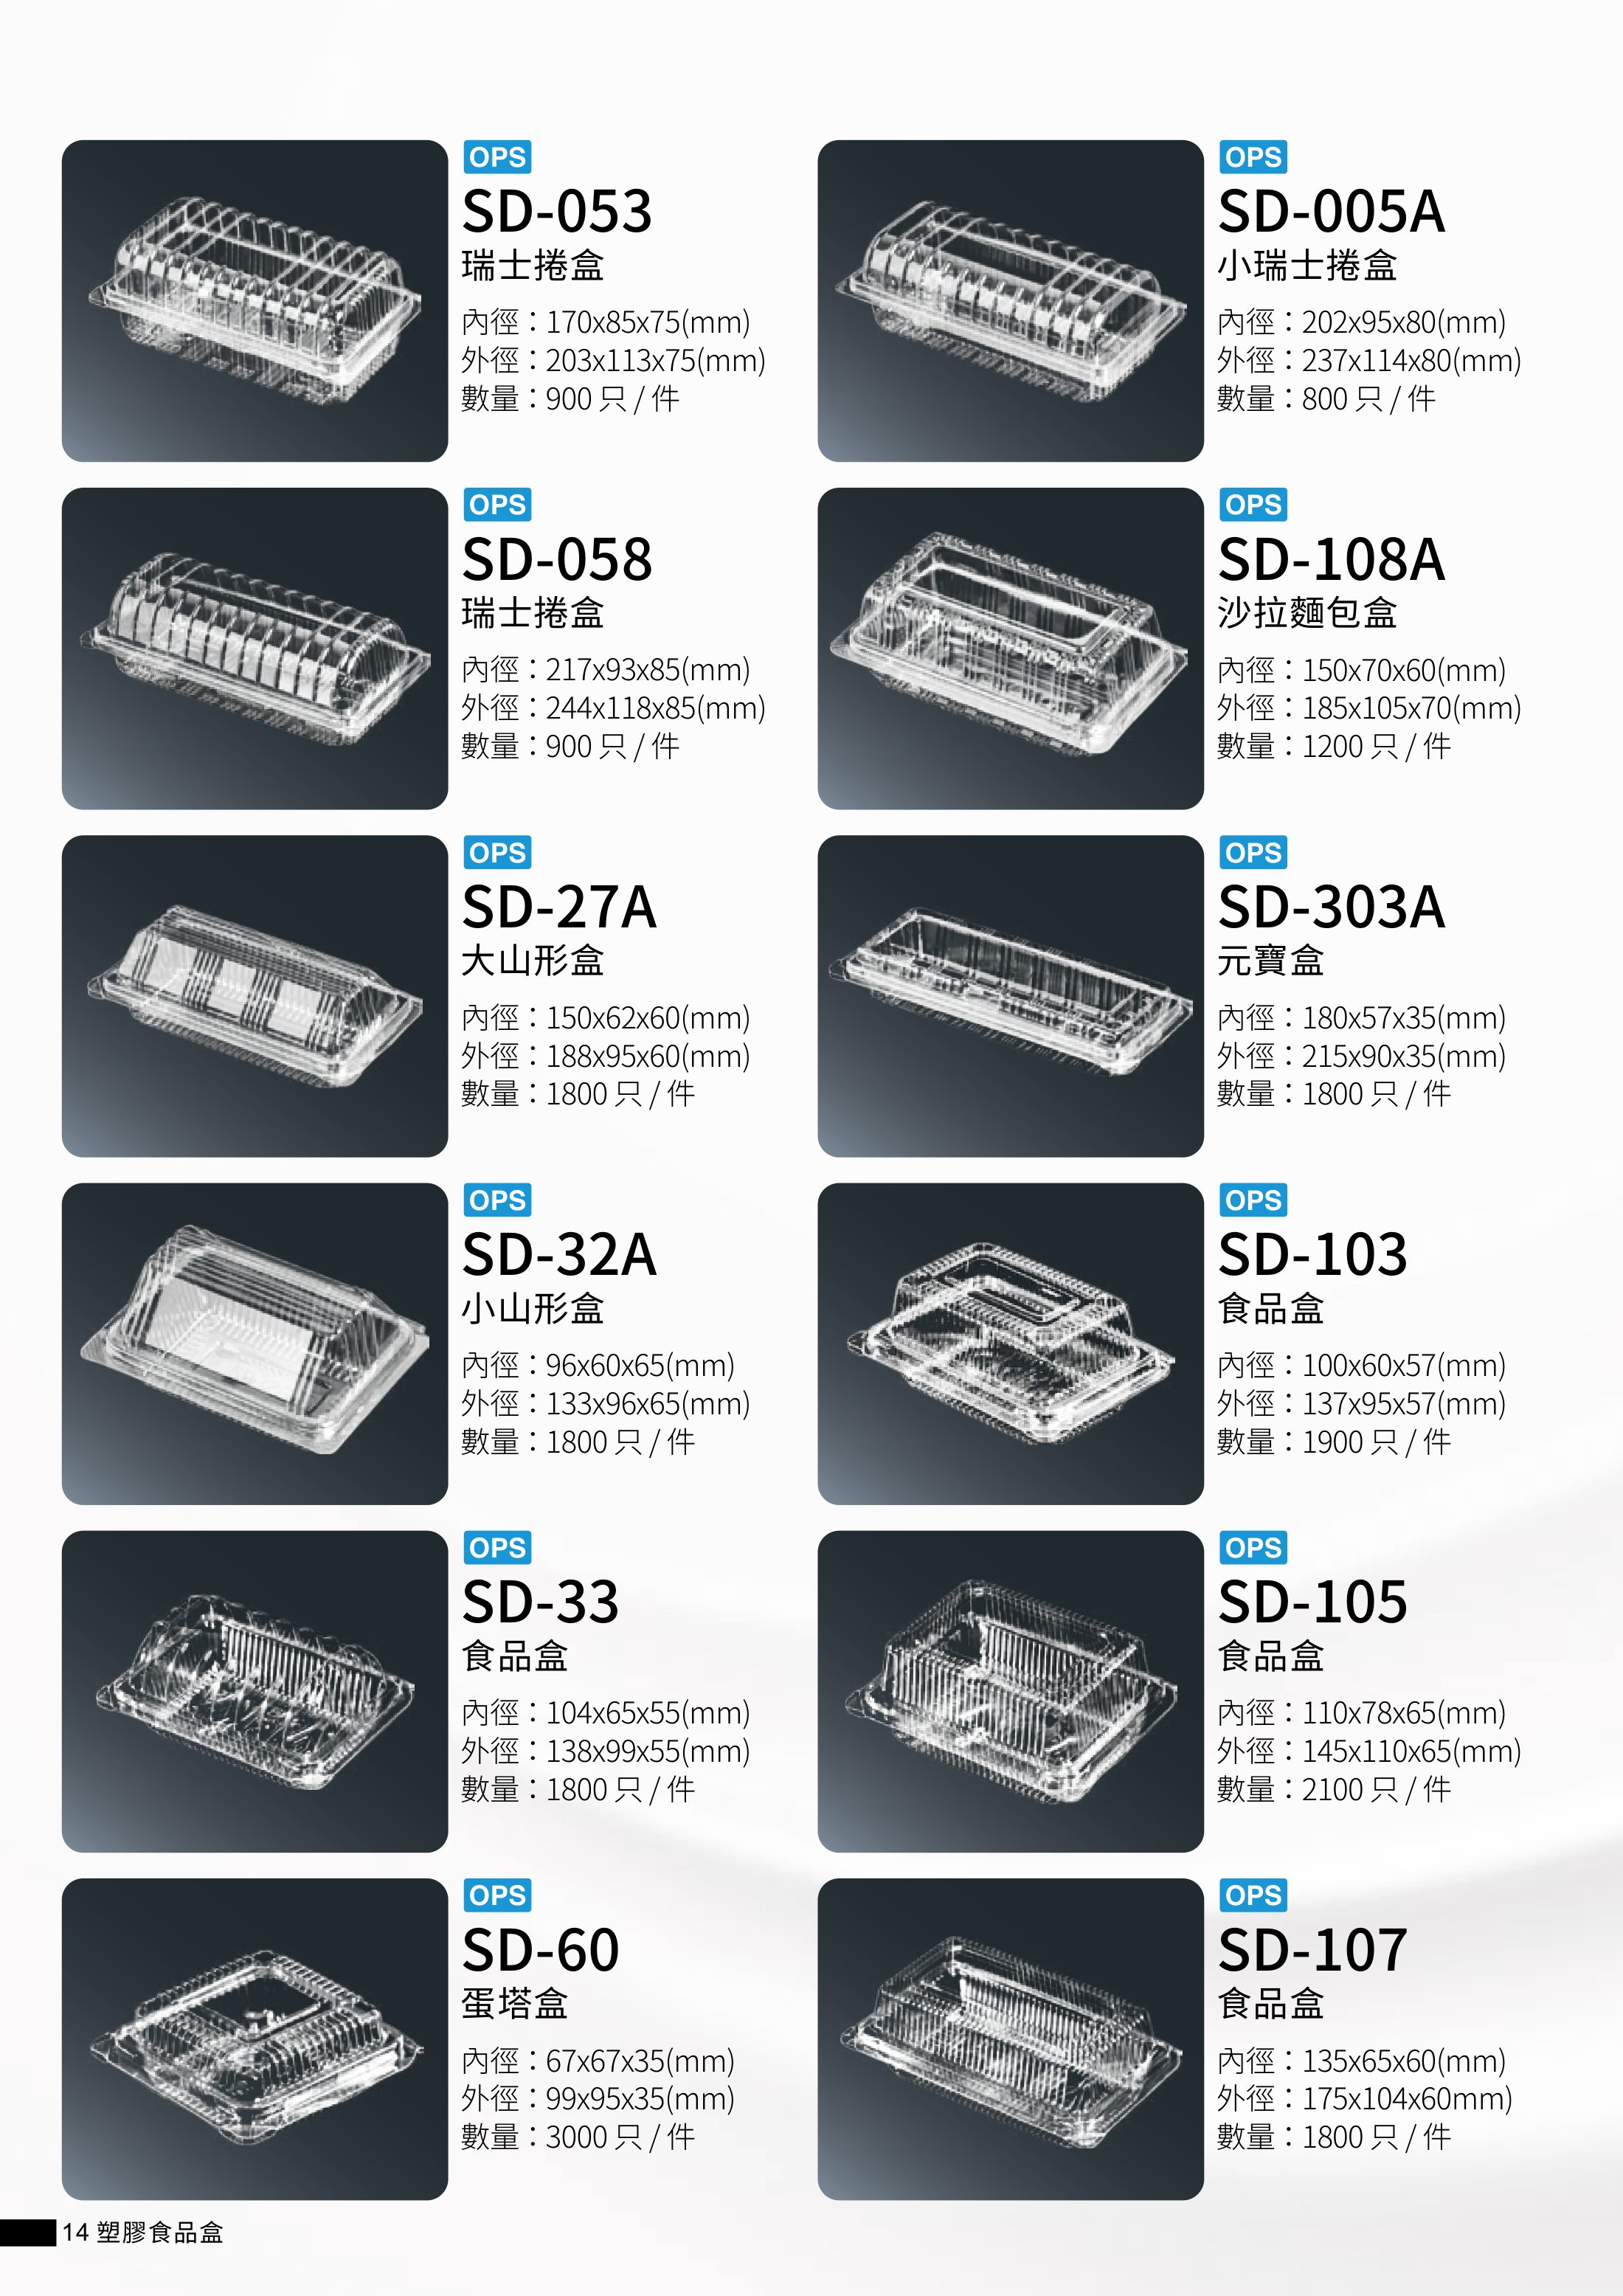 OPS
SD-053
瑞士捲盒
內徑：170x85x75(mm)
外徑：203x113x75(mm)
數量：900 只 / 件
OPS
SD-005A
小瑞士捲盒
內徑：202x95x80(mm)
外徑：237x114x80(mm)
數量：800 只 / 件
OPS
SD-058
瑞士捲盒
內徑：217x93x85(mm)
外徑：244x118x85(mm)
數量：900 只 / 件
OPS
SD-108A
沙拉麵包盒
內徑：150x70x60(mm)
外徑：185x105x70(mm)
數量：1200 只 / 件
OPS
SD-27A
大山形盒
內徑：150x62x60(mm)
外徑：188x95x60(mm)
數量：1800 只 / 件
OPS
SD-303A
元寶盒
內徑：180x57x35(mm)
外徑：215x90x35(mm)
數量：1800 只 / 件
OPS
SD-32A
小山形盒
內徑：96x60x65(mm)
外徑：133x96x65(mm)
數量：1800 只 / 件
OPS
SD-103
食品盒
內徑：100x60x57(mm)
外徑：137x95x57(mm)
數量：1900 只 / 件
OPS
SD-33
食品盒
內徑：104x65x55(mm)
外徑：138x99x55(mm)
數量：1800 只 / 件
OPS
SD-105
食品盒
內徑：110x78x65(mm)
外徑：145x110x65(mm)
數量：2100 只 / 件
OPS
SD-60
蛋塔盒
內徑：67x67x35(mm)
外徑：99x95x35(mm)
數量：3000 只 / 件
OPS
SD-107
食品盒
內徑：135x65x60(mm)
外徑：175x104x60mm)
數量：1800 只 / 件
14 塑膠食品盒